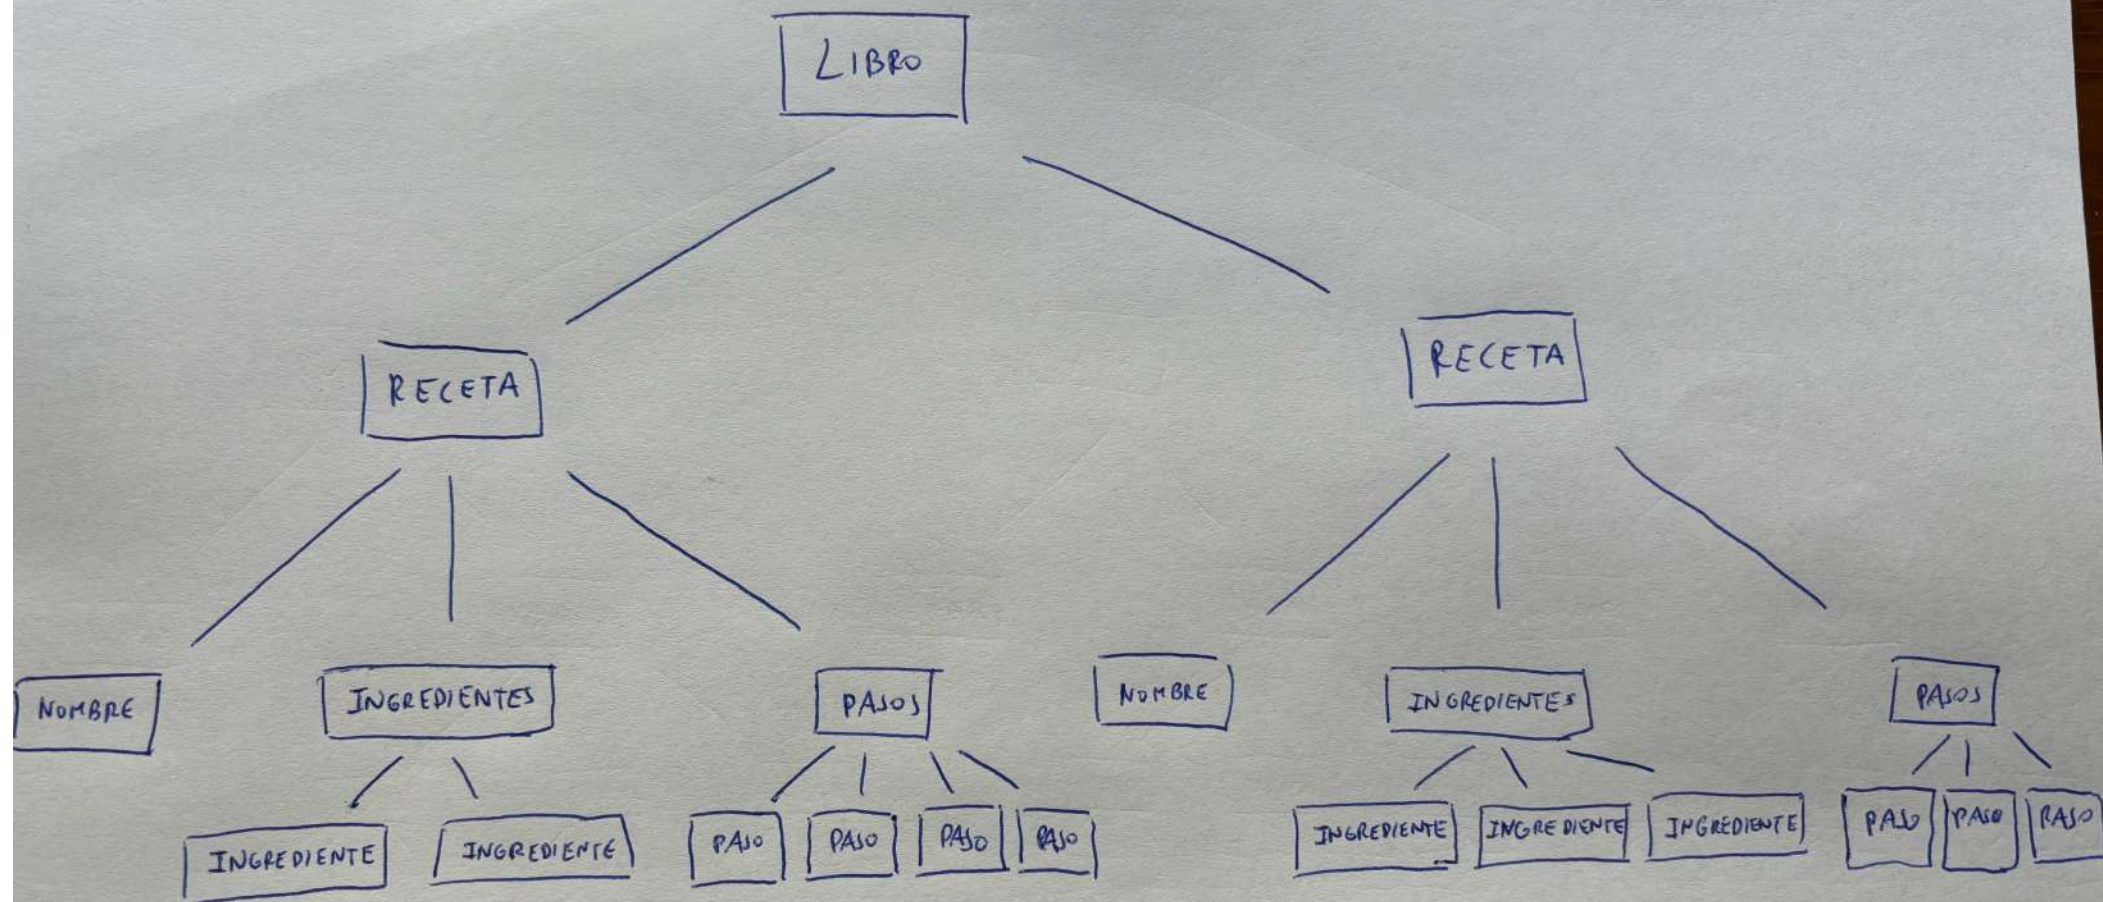 LIBRO
RECETA
RECETA
NOMBRE
INGREDIENTES
PASOS
NOMBRE
INGREDIENTES
PASOS
INGREDIENTE
INGREDIENTE
PASO
PASO
PASO
PASO
INGREDIENTE
INGREDIENTE
INGREDIENTE
PASO
PASO
PASO